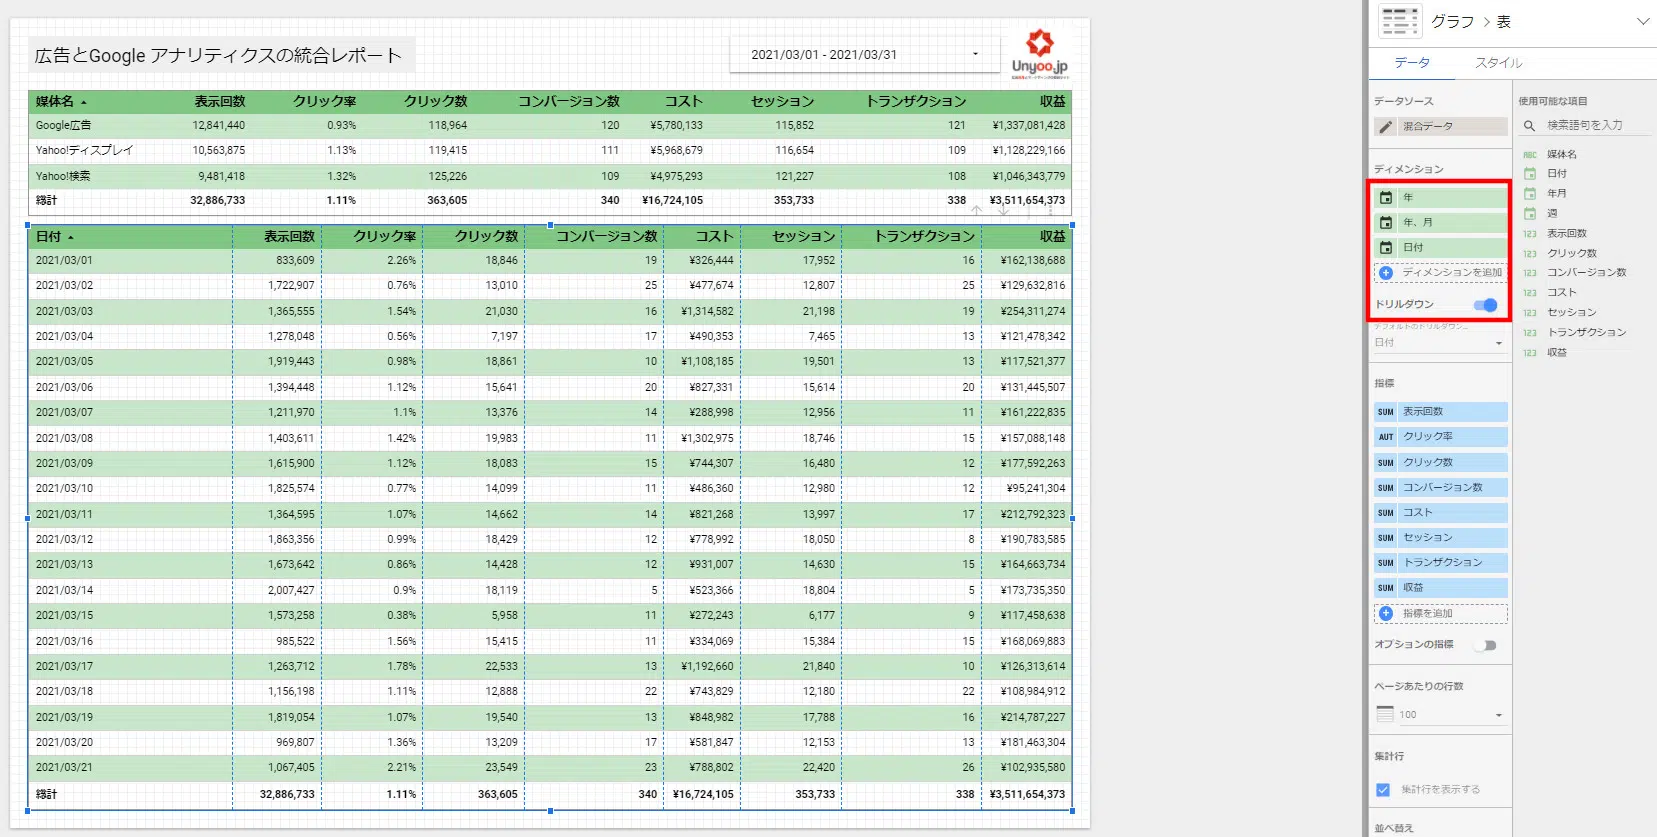 広告とGoogle アナリティクスの統合レポート
2021/03/01 - 2021/03/31
Unyoo.jp
媒体名 表示回数 クリック率 クリック数 コンバージョン数 コスト セッション トランザクション 収益
Google広告 12,841,440 0.93% 118,964 120 ¥5,780,133 115,852 121 ¥1,337,081,428
Yahoo!ディスプレイ 10,563,875 1.13% 119,415 111 ¥5,968,679 116,654 109 ¥1,128,229,166
Yahoo!検索 9,481,418 1.32% 125,226 109 ¥4,975,293 121,227 108 ¥1,046,343,779
総計 32,886,733 1.11% 363,605 340 ¥16,724,105 353,733 338 ¥3,511,654,373
日付 表示回数 クリック率 クリック数 コンバージョン数 コスト セッション トランザクション 収益
2021/03/01 833,609 2.26% 18,846 19 ¥326,444 17,952 16 ¥162,138,688
2021/03/02 1,722,907 0.76% 13,010 25 ¥477,674 12,807 25 ¥129,632,816
2021/03/03 1,365,555 1.54% 21,030 16 ¥1,314,582 21,198 19 ¥254,311,274
2021/03/04 1,278,048 0.56% 7,197 17 ¥490,353 7,465 13 ¥121,478,342
2021/03/05 1,919,443 0.98% 18,861 10 ¥1,108,185 19,501 13 ¥117,521,377
2021/03/06 1,394,448 1.12% 15,641 20 ¥827,331 15,614 20 ¥131,445,507
2021/03/07 1,211,970 1.1% 13,376 14 ¥288,998 12,956 11 ¥161,222,835
2021/03/08 1,403,611 1.42% 19,983 11 ¥1,302,975 18,746 15 ¥157,088,148
2021/03/09 1,615,900 1.12% 18,083 15 ¥744,307 16,480 12 ¥177,592,263
2021/03/10 1,825,574 0.77% 14,099 11 ¥486,360 12,980 12 ¥95,241,304
2021/03/11 1,364,595 1.07% 14,662 14 ¥821,268 13,997 17 ¥212,792,323
2021/03/12 1,863,356 0.99% 18,429 12 ¥778,992 18,050 8 ¥190,783,585
2021/03/13 1,673,642 0.86% 14,428 12 ¥931,007 14,630 15 ¥164,663,734
2021/03/14 2,007,427 0.9% 18,119 5 ¥523,366 18,804 5 ¥173,735,350
2021/03/15 1,573,258 0.38% 5,958 11 ¥272,243 6,177 9 ¥117,458,638
2021/03/16 985,522 1.56% 15,415 11 ¥334,069 15,384 15 ¥168,069,883
2021/03/17 1,263,712 1.78% 22,533 13 ¥1,192,660 21,840 10 ¥126,313,614
2021/03/18 1,156,198 1.11% 12,888 22 ¥743,829 12,180 22 ¥108,984,912
2021/03/19 1,819,054 1.07% 19,540 13 ¥848,982 17,788 16 ¥214,787,227
2021/03/20 969,807 1.36% 13,209 17 ¥581,847 12,153 13 ¥181,463,304
2021/03/21 1,067,405 2.21% 23,549 23 ¥788,802 22,420 26 ¥102,935,580
総計 32,886,733 1.11% 363,605 340 ¥16,724,105 353,733 338 ¥3,511,654,373
グラフ > 表
データ スタイル
データソース
混合データ
ディメンション
年
年、月
日付
ディメンションを追加
ドリルダウン
デフォルトのドリルダウン...
日付
指標
SUM 表示回数
AUT クリック率
SUM クリック数
SUM コンバージョン数
SUM コスト
SUM セッション
SUM トランザクション
SUM 収益
指標を追加
オプションの指標
ページあたりの行数
100
集計行
集計行を表示する
並べ替え
使用可能な項目
検索語句を入力
ABC 媒体名
日付
年月
週
123 表示回数
123 クリック数
123 コンバージョン数
123 コスト
123 セッション
123 トランザクション
123 収益